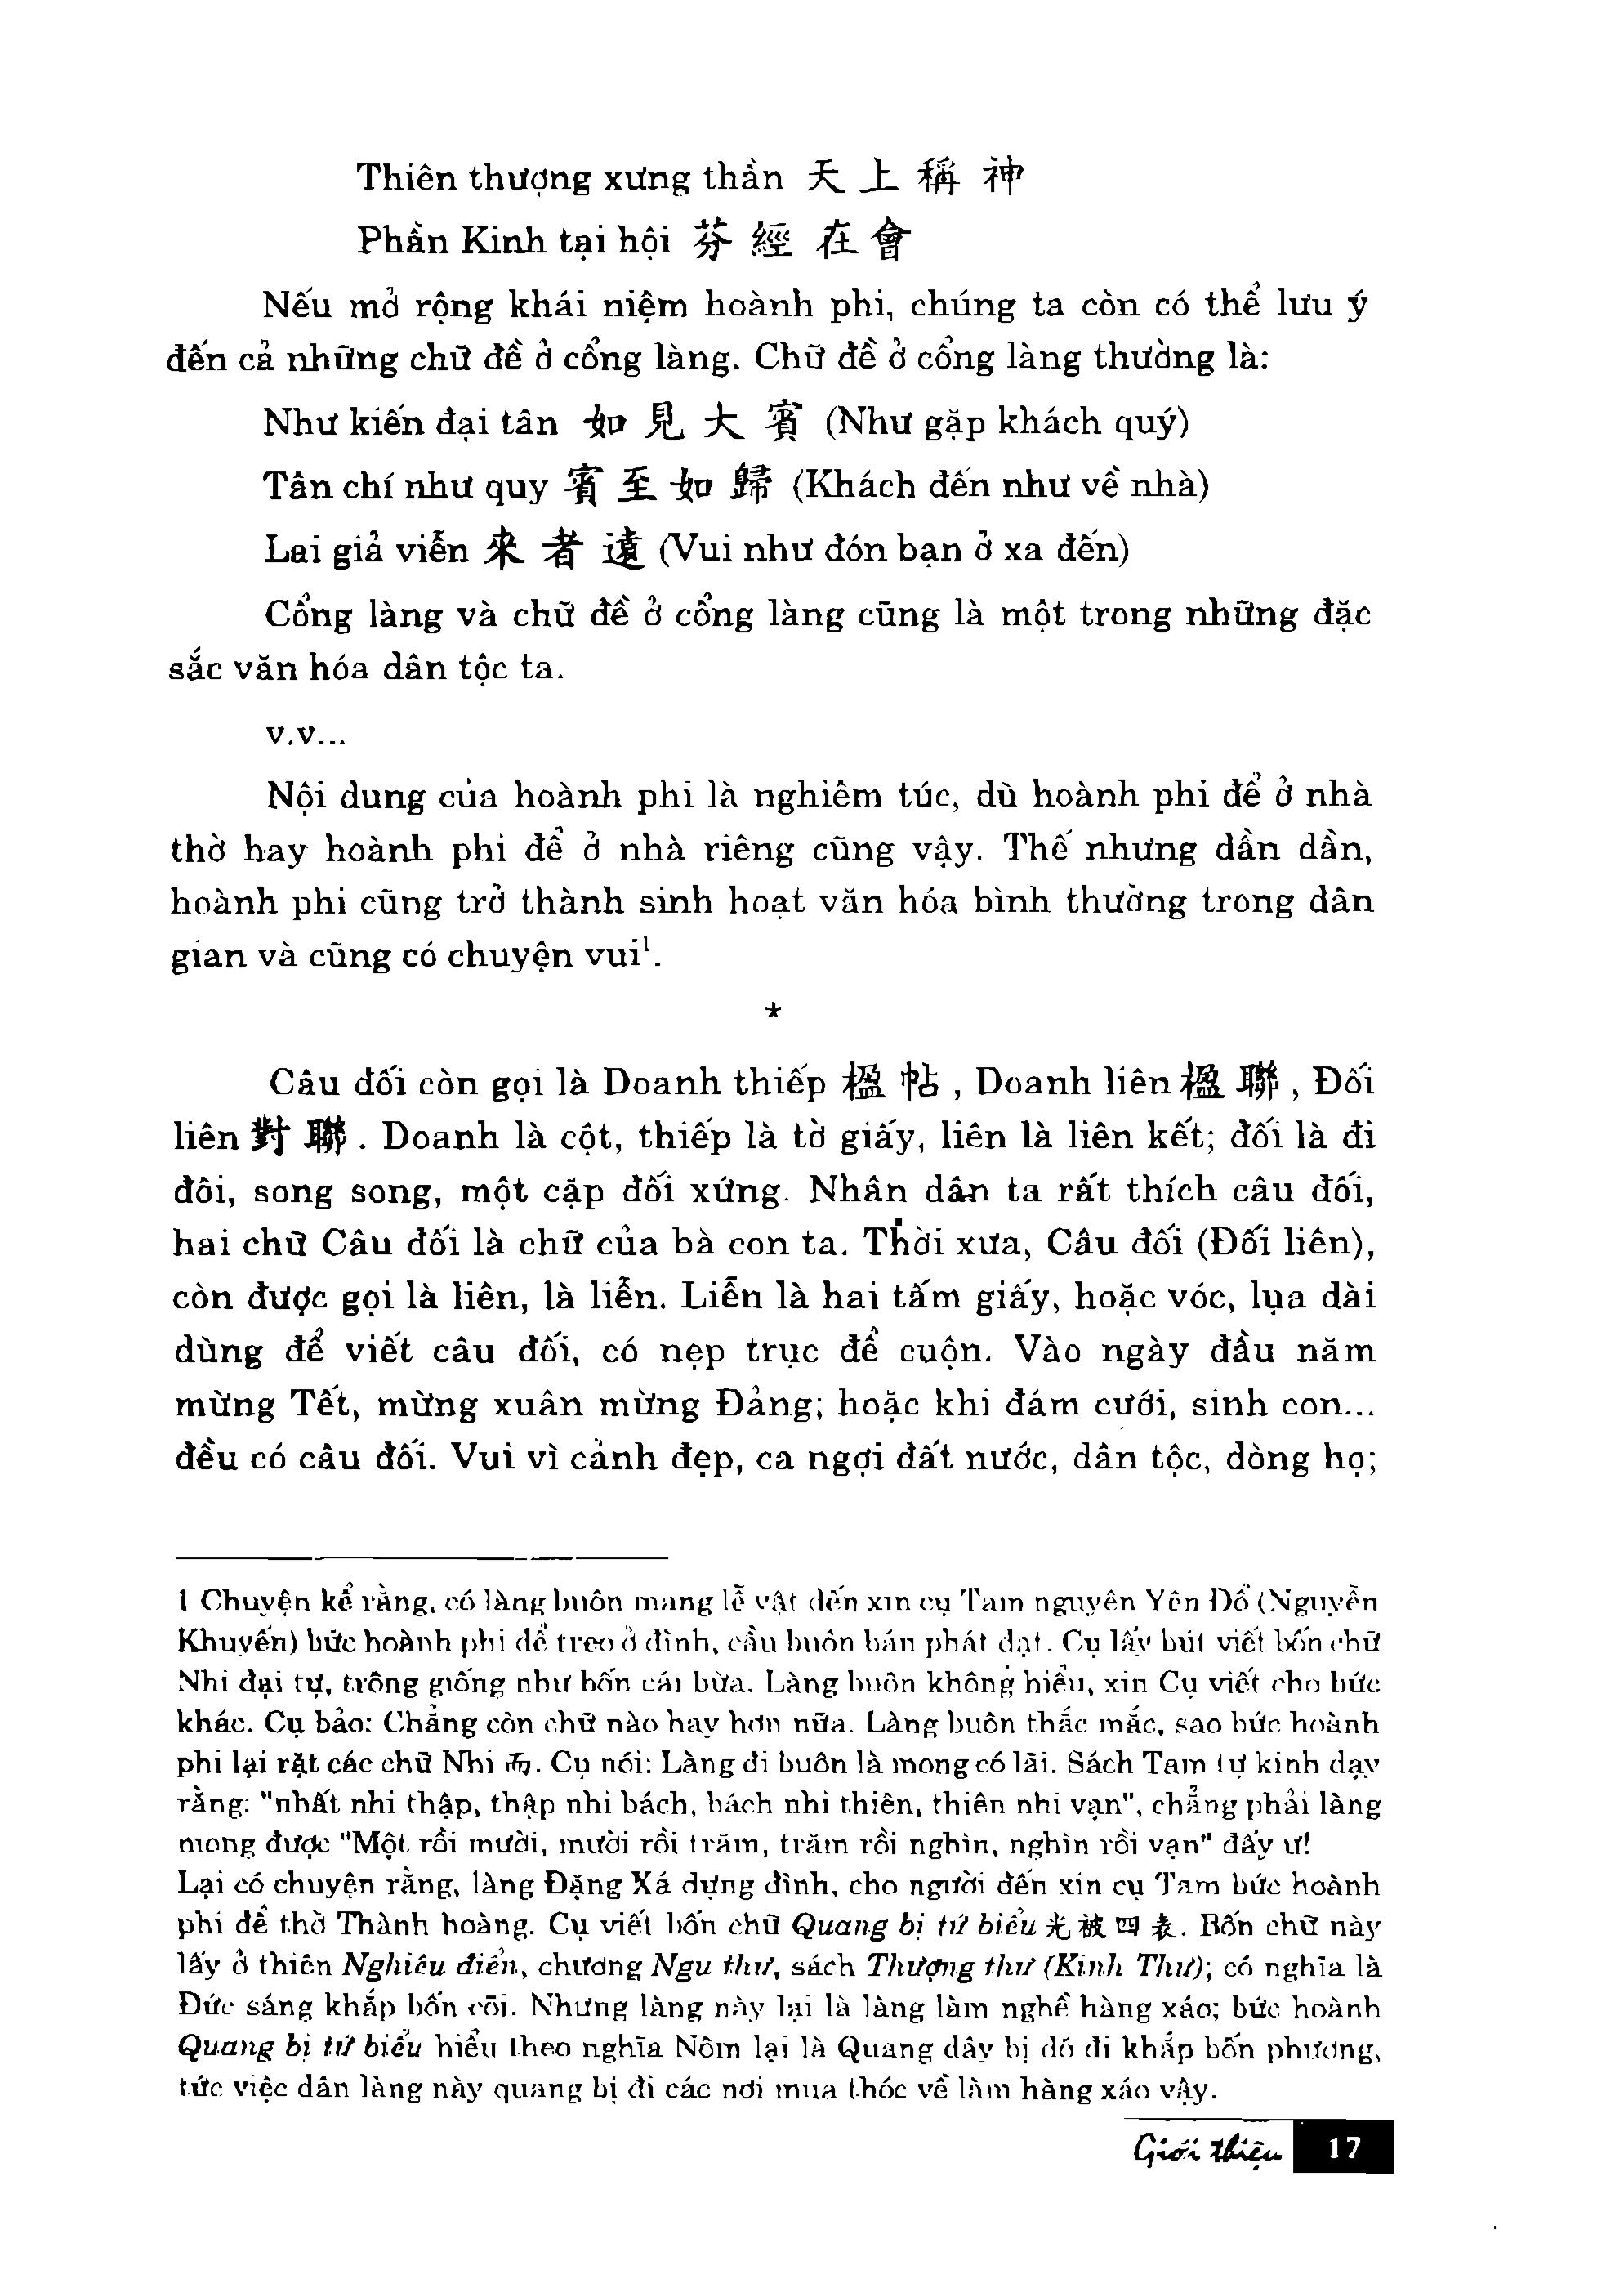 Thiên thượng xưng thần 天上稱神
Phần Kinh tại hội 芬經在會
Nếu mở rộng khái niệm hoành phi, chúng ta còn có thể lưu ý
đến cả những chữ đề ở cổng làng. Chữ đề ở cổng làng thường là:
Như kiến đại tân 如見大賓 (Như gặp khách quý)
Tân chí như quy 賓至如歸 (Khách đến như về nhà)
Lai giả viễn 來者遠 (Vui như đón bạn ở xa đến)
Cổng làng và chữ đề ở cổng làng cũng là một trong những đặc
sắc văn hóa dân tộc ta.
v.v...
Nội dung của hoành phi là nghiêm túc, dù hoành phi để ở nhà
thờ hay hoành phi để ở nhà riêng cũng vậy. Thế nhưng dần dần,
hoành phi cũng trở thành sinh hoạt văn hóa bình thường trong dân
gian và cũng có chuyện vui¹.
*
Câu đối còn gọi là Doanh thiếp 楹帖, Doanh liên 楹聯, Đối
liên 對聯. Doanh là cột, thiếp là tờ giấy, liên là liên kết; đối là đi
đôi, song song, một cặp đối xứng. Nhân dân ta rất thích câu đối,
hai chữ Câu đối là chữ của bà con ta. Thời xưa, Câu đối (Đối liên),
còn được gọi là liên, là liễn. Liễn là hai tấm giấy, hoặc vóc, lụa dài
dùng để viết câu đối, có nẹp trục để cuộn. Vào ngày đầu năm
mừng Tết, mừng xuân mừng Đảng; hoặc khi đám cưới, sinh con...
đều có câu đối. Vui vì cảnh đẹp, ca ngợi đất nước, dân tộc, dòng họ;
1 Chuyện kể rằng, có làng buôn mang lễ vật đến xin cụ Tam nguyên Yên Đổ (Nguyễn
Khuyến) bức hoành phi để treo ở đình, cầu buôn bán phát đạt. Cụ lấy bút viết bốn chữ
Nhi đại tự, trông giống như bốn cái bừa. Làng buôn không hiểu, xin Cụ viết cho bức
khác. Cụ bảo: Chẳng còn chữ nào hay hơn nữa. Làng buôn thắc mắc, sao bức hoành
phi lại rặt các chữ Nhi 而. Cụ nói: Làng đi buôn là mong có lãi. Sách Tam tự kinh dạy
rằng: "nhất nhi thập, thập nhi bách, bách nhi thiên, thiên nhi vạn", chẳng phải làng
mong được "Một rồi mười, mười rồi trăm, trăm rồi nghìn, nghìn rồi vạn" đấy ư!
Lại có chuyện rằng, làng Đặng Xá dựng đình, cho người đến xin cụ Tam bức hoành
phi để thờ Thành hoàng. Cụ viết bốn chữ Quang bị tứ biểu 光被四表. Bốn chữ này
lấy ở thiên Nghiêu điển, chương Ngu thư, sách Thượng thư (Kinh Thư); có nghĩa là
Đức sáng khắp bốn cõi. Nhưng làng này lại là làng làm nghề hàng xáo; bức hoành
Quang bị tứ biểu hiểu theo nghĩa Nôm lại là Quang dây bị đó đi khắp bốn phương,
tức việc dân làng này quang bị đi các nơi mua thóc về làm hàng xáo vậy.
Giới thiệu 17